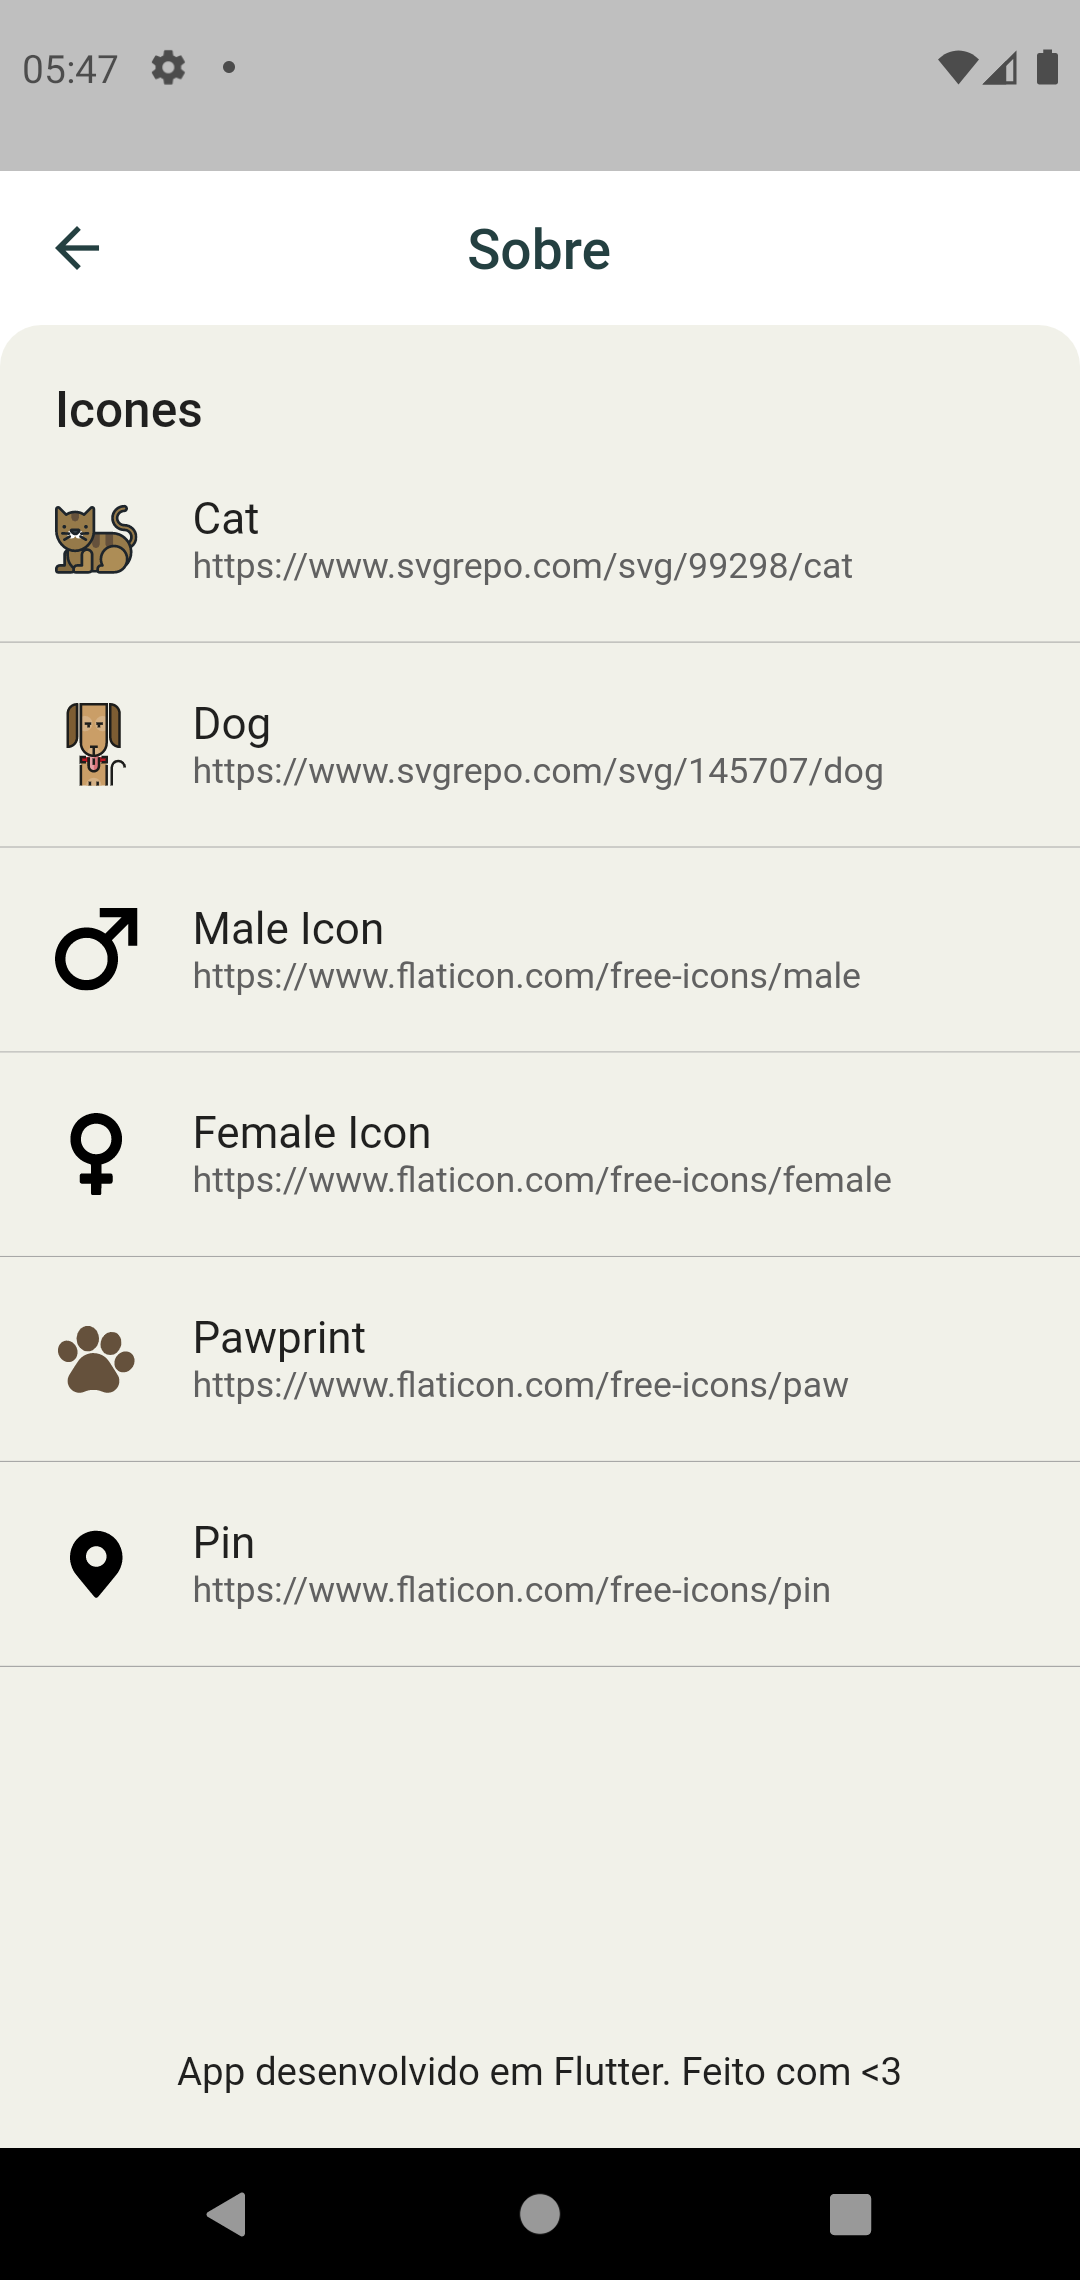 05:47
Sobre
Icones
Cat
https://www.svgrepo.com/svg/99298/cat
Dog
https://www.svgrepo.com/svg/145707/dog
Male Icon
https://www.flaticon.com/free-icons/male
Female Icon
https://www.flaticon.com/free-icons/female
Pawprint
https://www.flaticon.com/free-icons/paw
Pin
https://www.flaticon.com/free-icons/pin
App desenvolvido em Flutter. Feito com <3